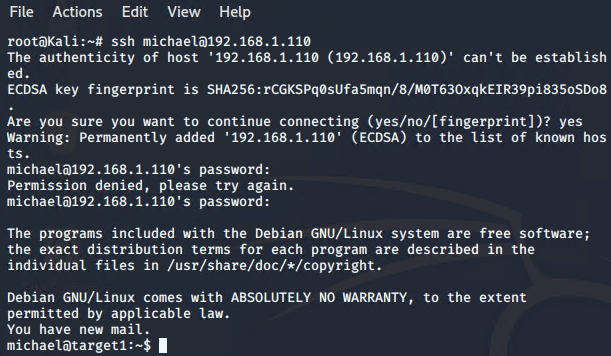 File Actions Edit View Help
root@Kali:~# ssh michael@192.168.1.110
The authenticity of host '192.168.1.110 (192.168.1.110)' can't be establish
ed.
ECDSA key fingerprint is SHA256:rCGKSPq0sUfa5mqn/8/M0T63OxqkEIR39pi835oSDo8
.
Are you sure you want to continue connecting (yes/no/[fingerprint])? yes
Warning: Permanently added '192.168.1.110' (ECDSA) to the list of known hos
ts.
michael@192.168.1.110's password:
Permission denied, please try again.
michael@192.168.1.110's password:
The programs included with the Debian GNU/Linux system are free software;
the exact distribution terms for each program are described in the
individual files in /usr/share/doc/*/copyright.
Debian GNU/Linux comes with ABSOLUTELY NO WARRANTY, to the extent
permitted by applicable law.
You have new mail.
michael@target1:~$